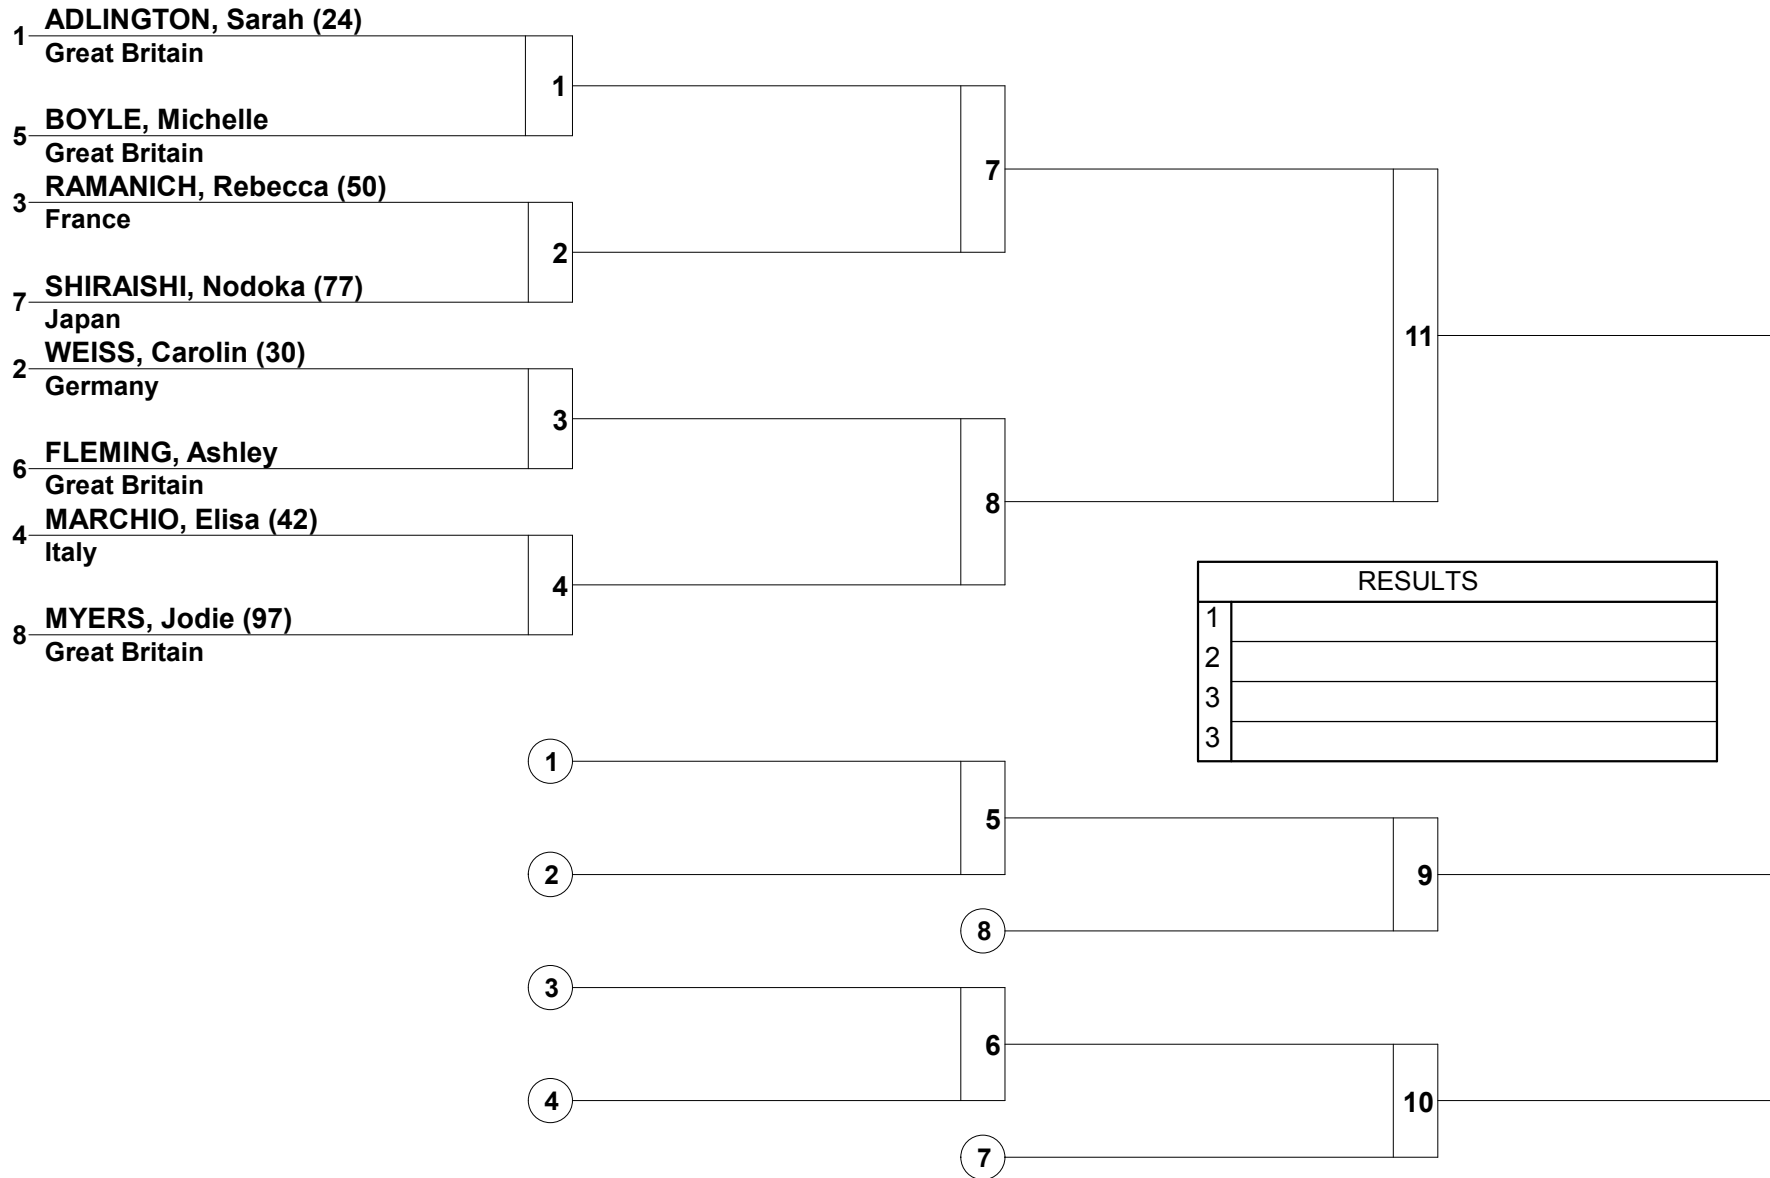 1 ADLINGTON, Sarah (24)
Great Britain
1
5 BOYLE, Michelle
Great Britain
3 RAMANICH, Rebecca (50)
France
7
2
7 SHIRAISHI, Nodoka (77)
Japan
2 WEISS, Carolin (30)
Germany
11
3
6 FLEMING, Ashley
Great Britain
4 MARCHIO, Elisa (42)
Italy
8
4
8 MYERS, Jodie (97)
Great Britain
RESULTS
1
2
3
3
1
5
2
9
8
3
6
4
10
7